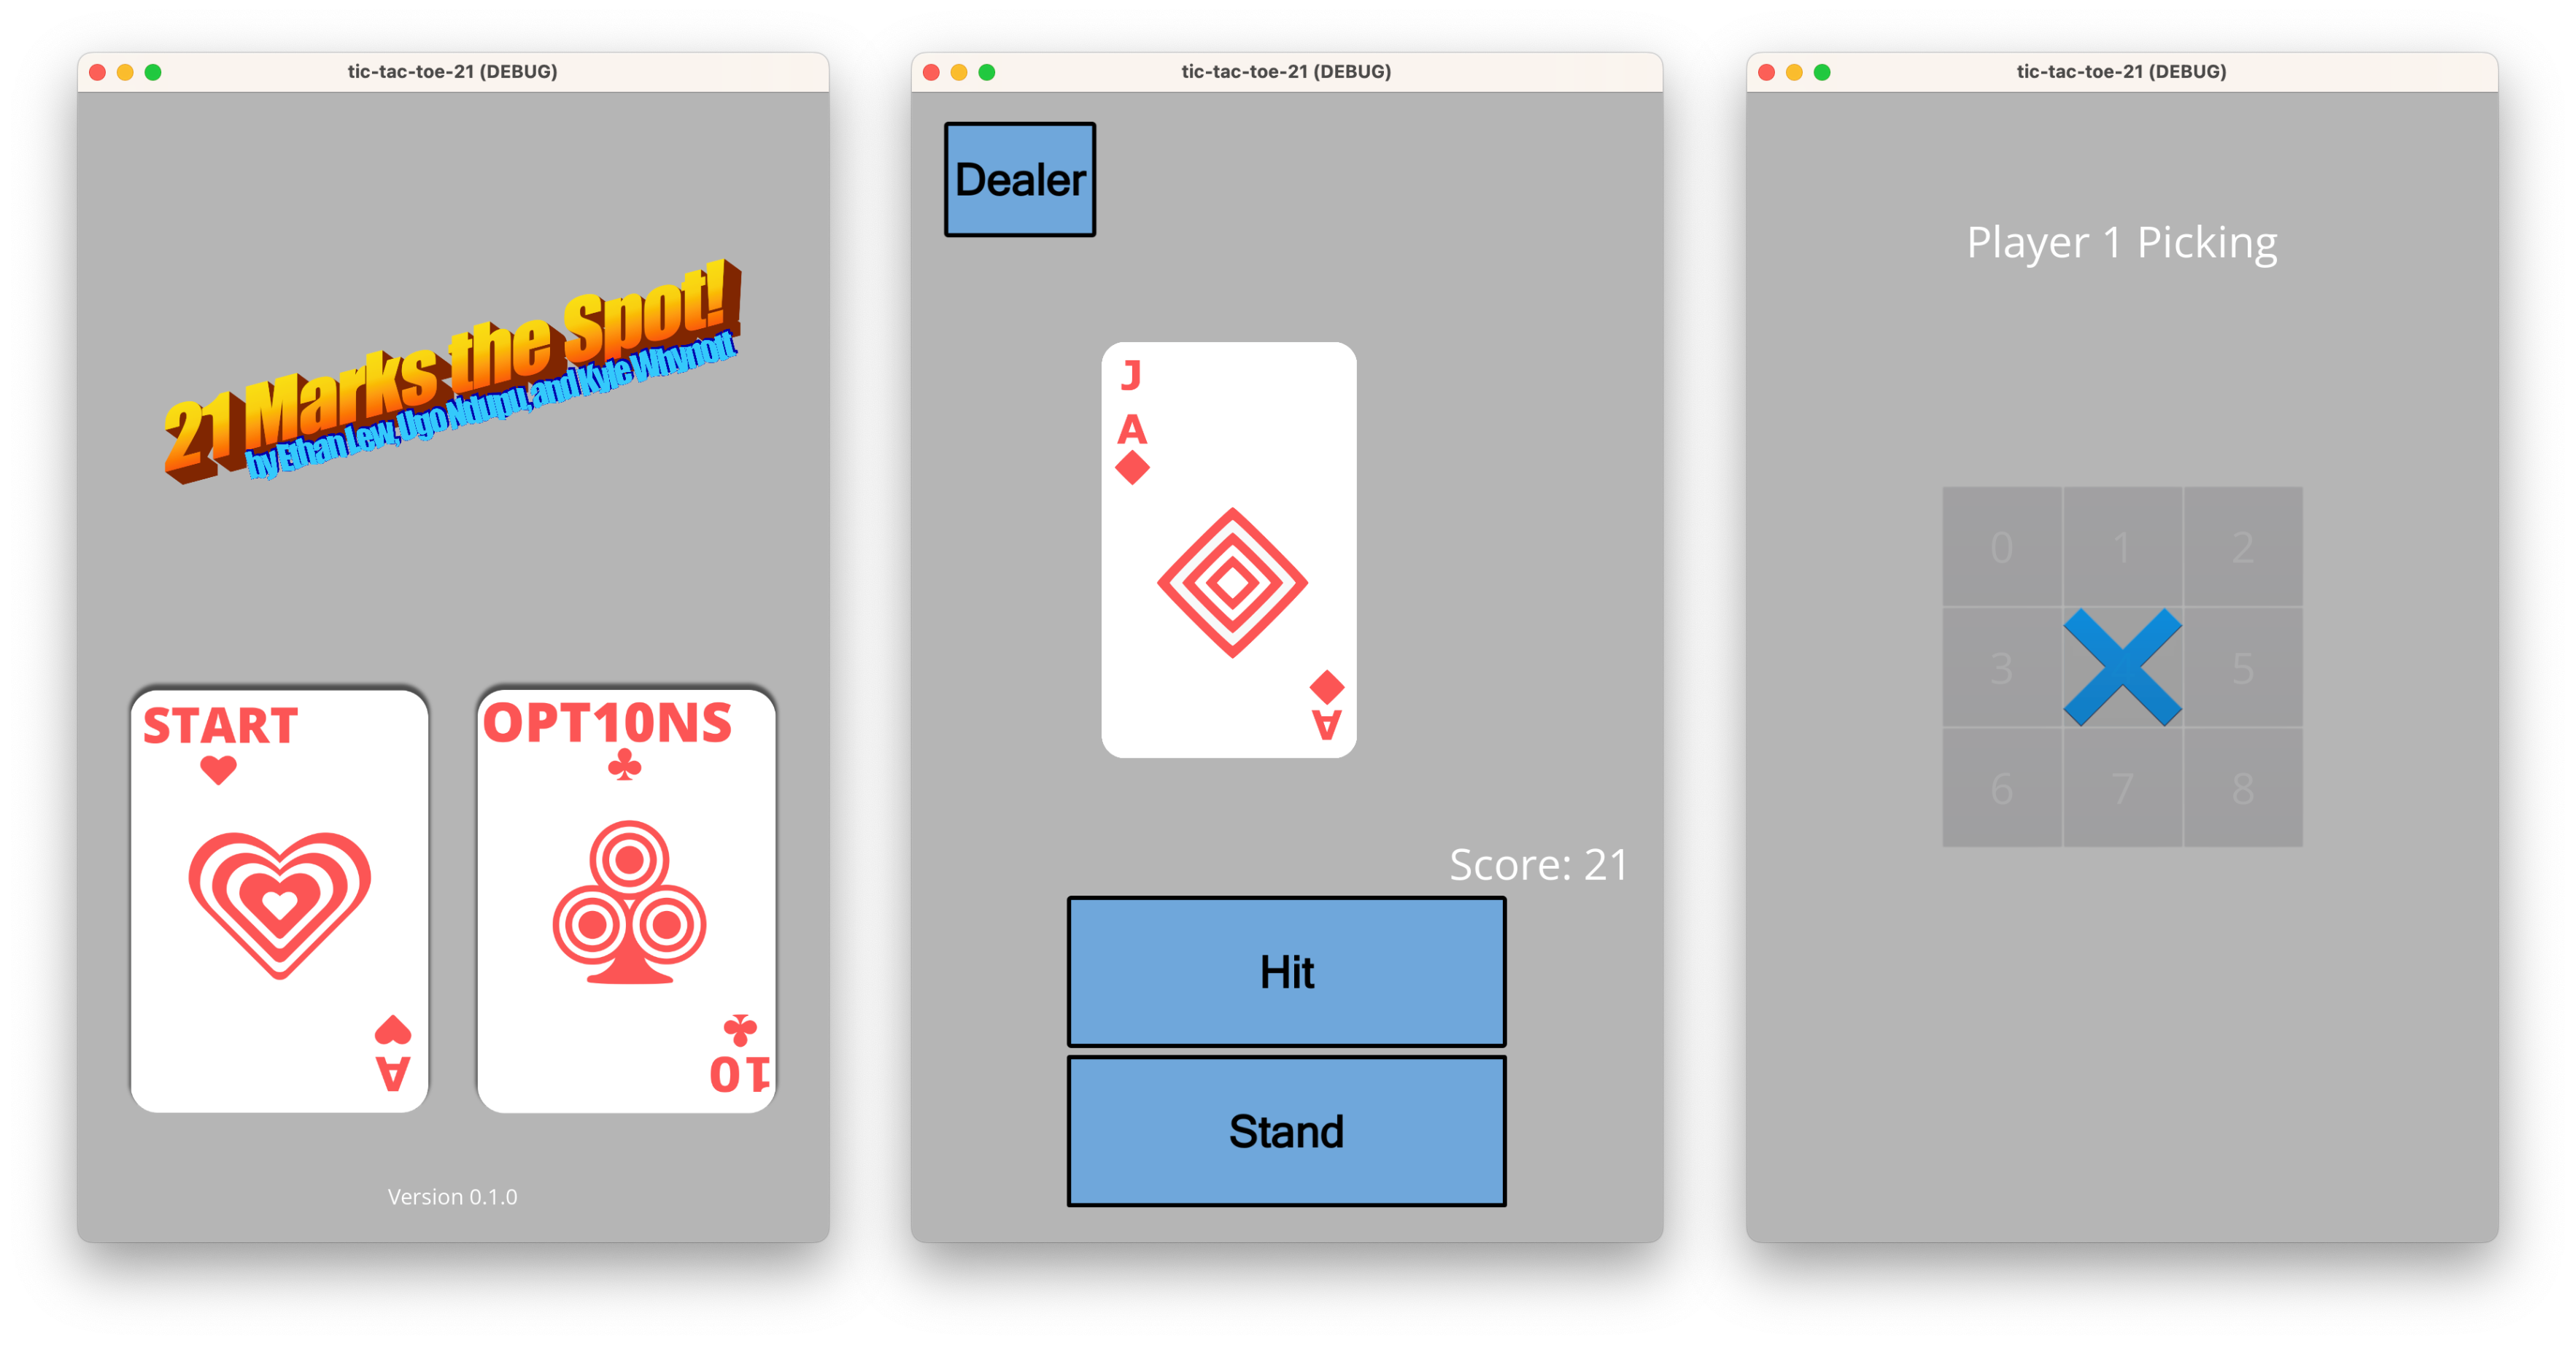 tic-tac-toe-21 (DEBUG)
21 Marks the Spot!
by Ethan Lew, Ugo Ndugu, and Kyle Whynott
START
A
OPT10NS
10
Version 0.1.0
tic-tac-toe-21 (DEBUG)
Dealer
J
A
A
Score: 21
Hit
Stand
tic-tac-toe-21 (DEBUG)
Player 1 Picking
0 1 2
3 5
6 7 8